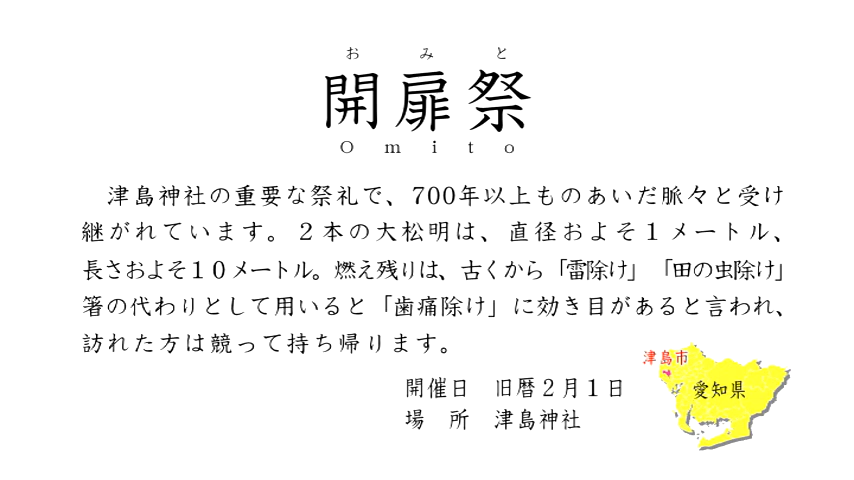 おみと
開扉祭
Omito
津島神社の重要な祭礼で、700年以上ものあいだ脈々と受け
継がれています。２本の大松明は、直径およそ１メートル、
長さおよそ１０メートル。燃え残りは、古くから「雷除け」「田の虫除け」
箸の代わりとして用いると「歯痛除け」に効き目があると言われ、
訪れた方は競って持ち帰ります。
津島市
愛知県
開催日　旧暦２月１日
場　所　津島神社